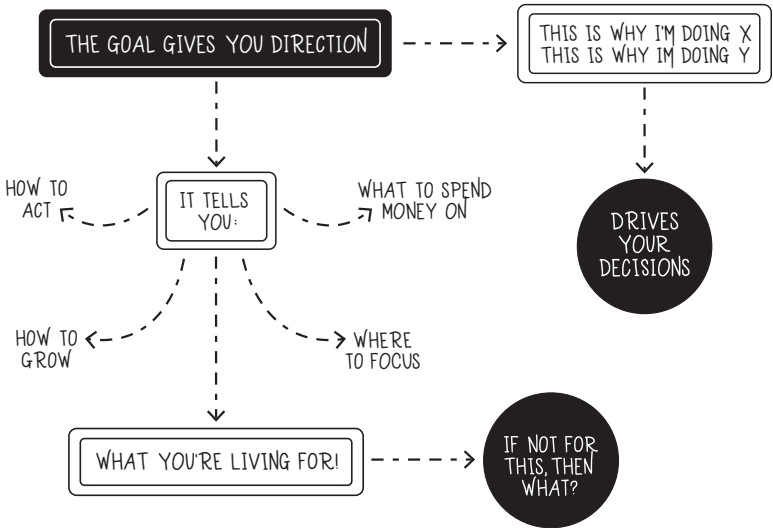 THE GOAL GIVES YOU DIRECTION
THIS IS WHY I'M DOING X
THIS IS WHY IM DOING Y
HOW TO
ACT
IT TELLS
YOU:
WHAT TO SPEND
MONEY ON
DRIVES
YOUR
DECISIONS
HOW TO
GROW
WHERE
TO FOCUS
WHAT YOU'RE LIVING FOR!
IF NOT FOR
THIS, THEN
WHAT?